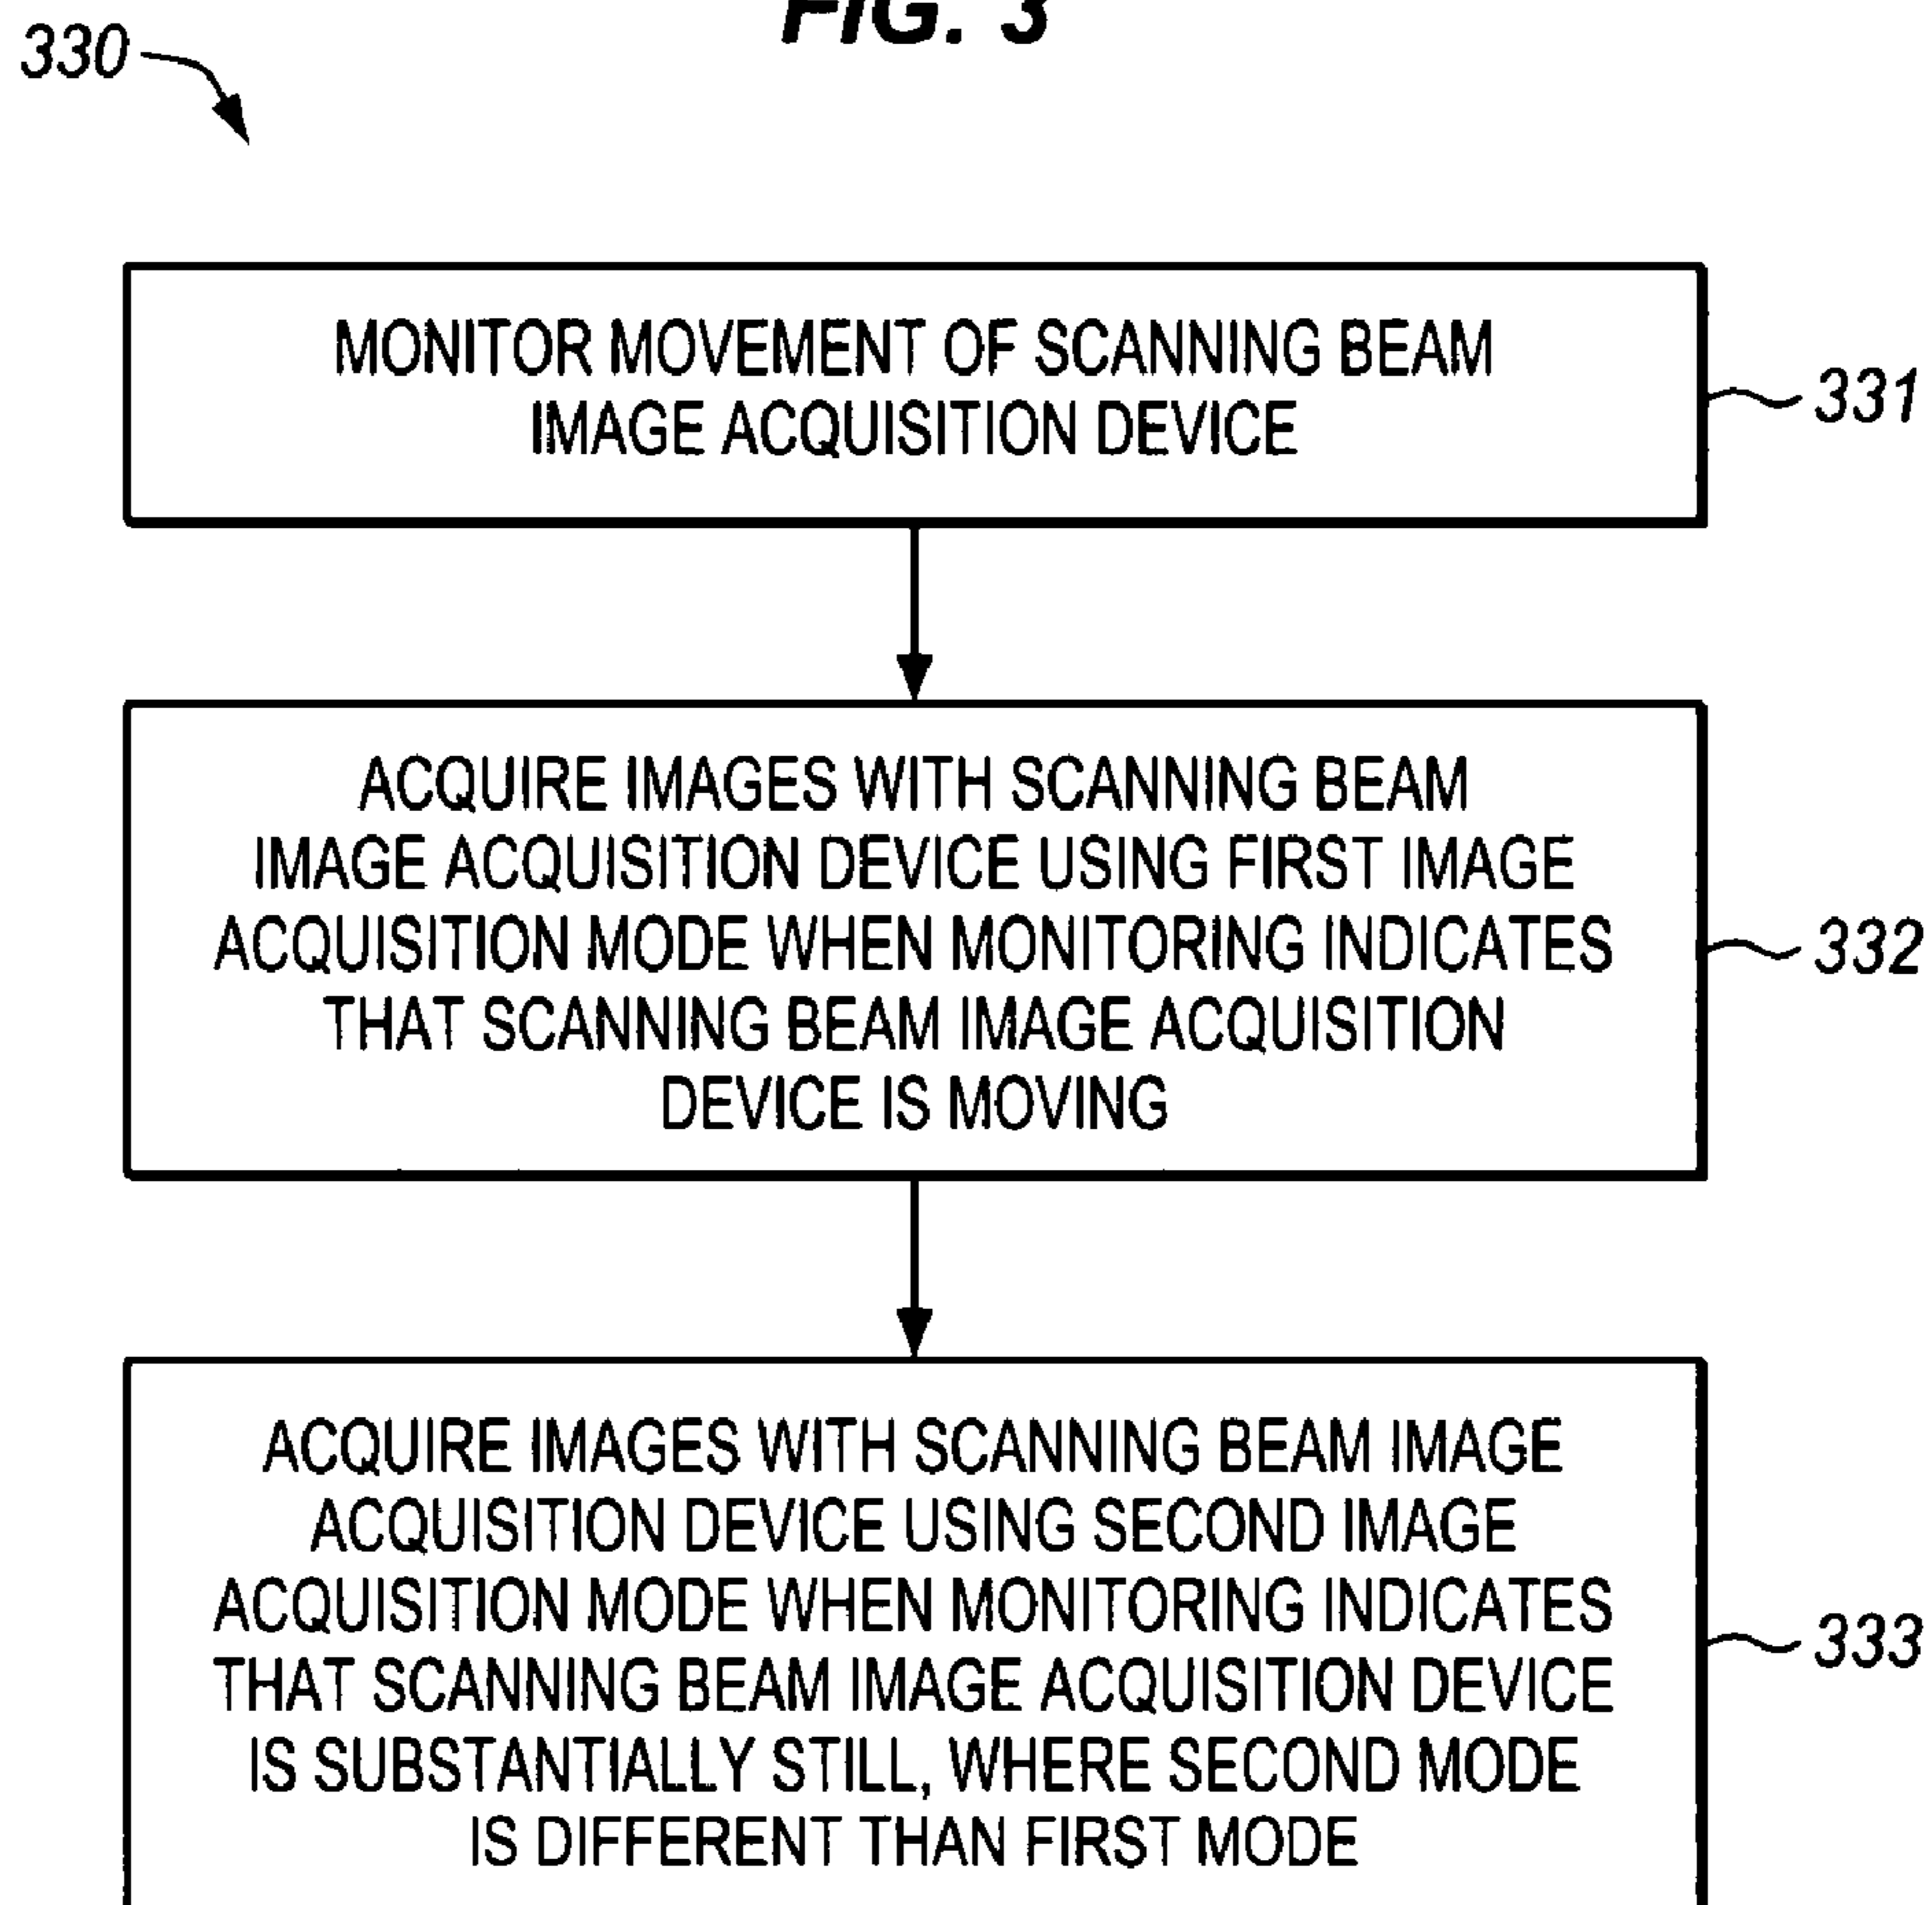 FIG. 3
330
MONITOR MOVEMENT OF SCANNING BEAM
IMAGE ACQUISITION DEVICE
331
ACQUIRE IMAGES WITH SCANNING BEAM
IMAGE ACQUISITION DEVICE USING FIRST IMAGE
ACQUISITION MODE WHEN MONITORING INDICATES
THAT SCANNING BEAM IMAGE ACQUISITION
DEVICE IS MOVING
332
ACQUIRE IMAGES WITH SCANNING BEAM IMAGE
ACQUISITION DEVICE USING SECOND IMAGE
ACQUISITION MODE WHEN MONITORING INDICATES
THAT SCANNING BEAM IMAGE ACQUISITION DEVICE
IS SUBSTANTIALLY STILL, WHERE SECOND MODE
IS DIFFERENT THAN FIRST MODE
333